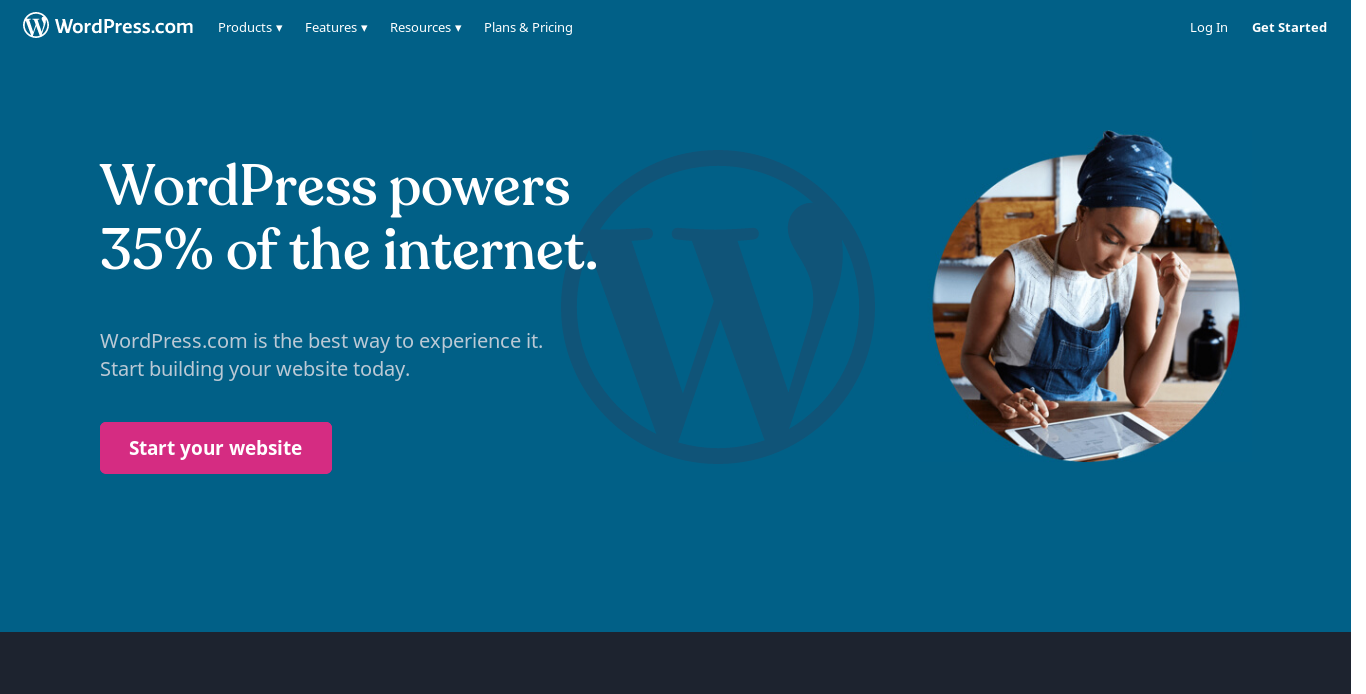 WordPress.com Products ▾ Features ▾ Resources ▾ Plans & Pricing Log In Get Started
WordPress powers
35% of the internet.
WordPress.com is the best way to experience it.
Start building your website today.
Start your website